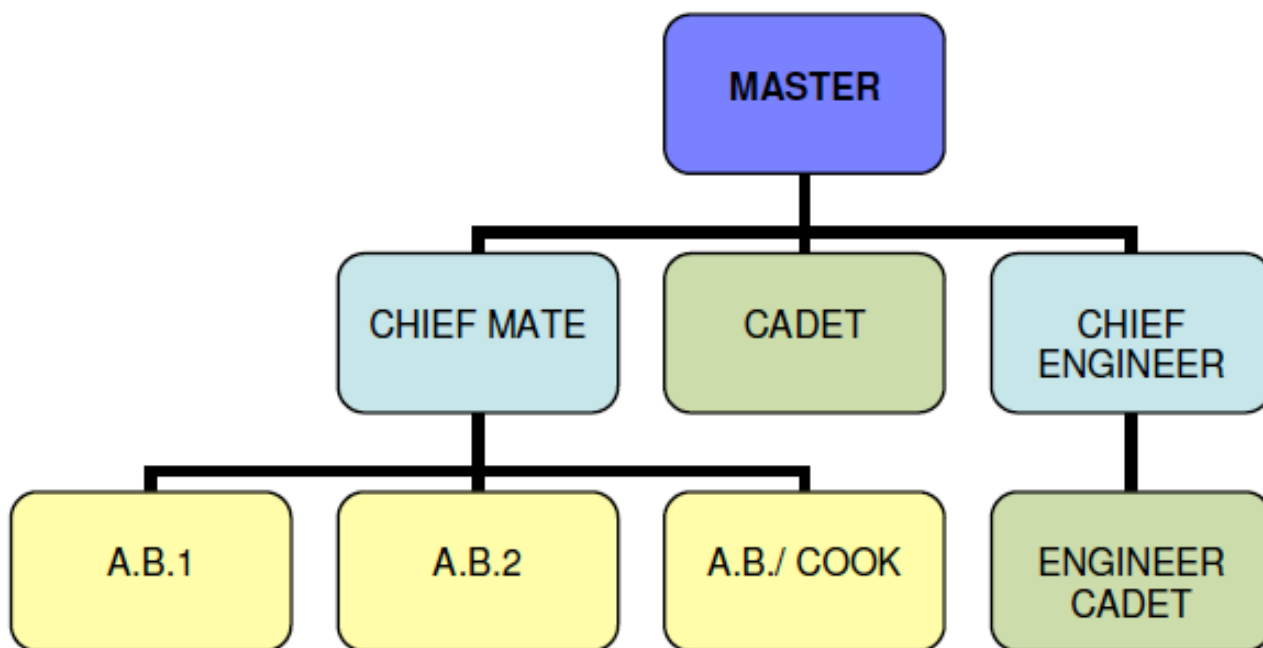 MASTER
CHIEF MATE
CADET
CHIEF
ENGINEER
A.B.1
A.B.2
A.B./ COOK
ENGINEER
CADET